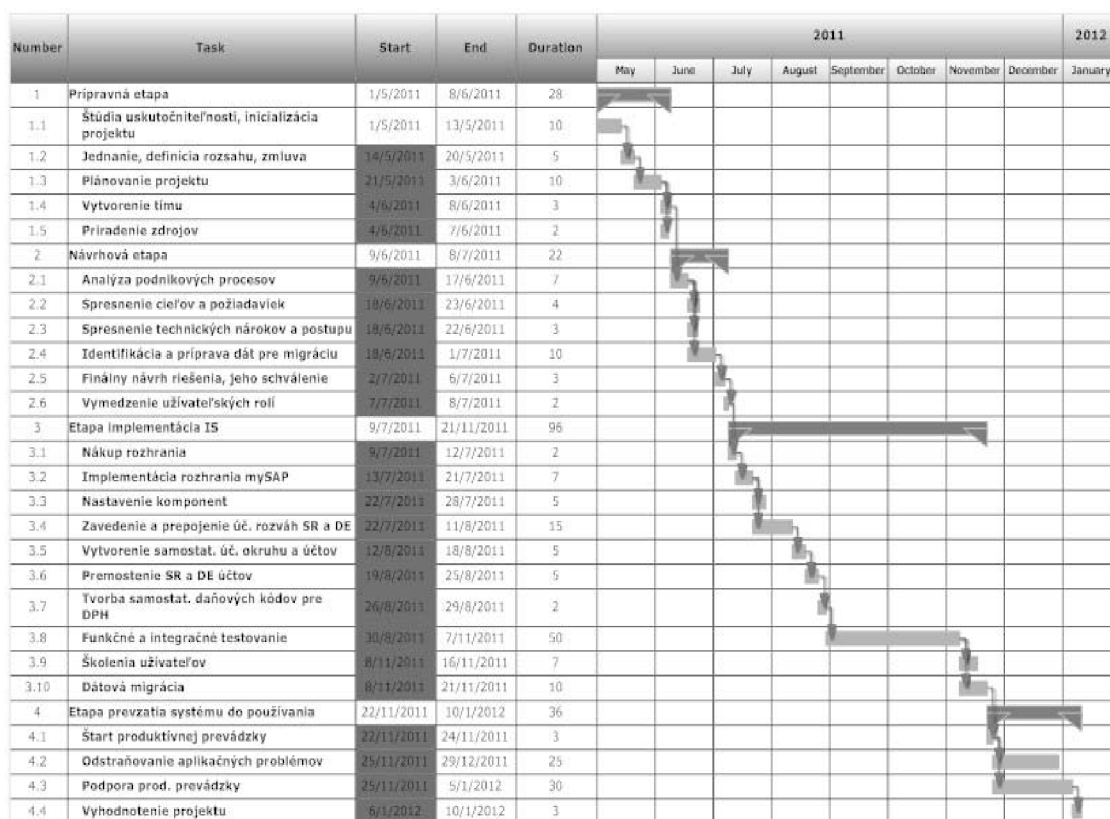 Number Task Start End Duration 2011 2012
May June July August September October November December January
1 Prípravná etapa 1/5/2011 8/6/2011 28
1.1 Štúdia uskutočniteľnosti, inicializácia projektu 1/5/2011 13/5/2011 10
1.2 Jednanie, definícia rozsahu, zmluva 14/5/2011 20/5/2011 5
1.3 Plánovanie projektu 21/5/2011 3/6/2011 10
1.4 Vytvorenie tímu 4/6/2011 8/6/2011 3
1.5 Priradenie zdrojov 4/6/2011 7/6/2011 2
2 Návrhová etapa 9/6/2011 8/7/2011 22
2.1 Analýza podnikových procesov 9/6/2011 17/6/2011 7
2.2 Spresnenie cieľov a požiadaviek 18/6/2011 23/6/2011 4
2.3 Spresnenie technických nárokov a postupu 18/6/2011 22/6/2011 3
2.4 Identifikácia a príprava dát pre migráciu 18/6/2011 1/7/2011 10
2.5 Finálny návrh riešenia, jeho schválenie 2/7/2011 6/7/2011 3
2.6 Vymedzenie užívateľských rolí 7/7/2011 8/7/2011 2
3 Etapa implementácia IS 9/7/2011 21/11/2011 96
3.1 Nákup rozhrania 9/7/2011 12/7/2011 2
3.2 Implementácia rozhrania mySAP 13/7/2011 21/7/2011 7
3.3 Nastavenie komponent 22/7/2011 28/7/2011 5
3.4 Zavedenie a prepojenie úč. rozváh SR a DE 22/7/2011 11/8/2011 15
3.5 Vytvorenie samostat. úč. okruhu a účtov 12/8/2011 18/8/2011 5
3.6 Premostenie SR a DE účtov 19/8/2011 25/8/2011 5
3.7 Tvorba samostat. daňových kódov pre DPH 26/8/2011 29/8/2011 2
3.8 Funkčné a integračné testovanie 30/8/2011 7/11/2011 50
3.9 Školenia užívateľov 8/11/2011 16/11/2011 7
3.10 Dátová migrácia 8/11/2011 21/11/2011 10
4 Etapa prevzatia systému do používania 22/11/2011 10/1/2012 36
4.1 Štart produktívnej prevádzky 22/11/2011 24/11/2011 3
4.2 Odstraňovanie aplikačných problémov 25/11/2011 29/12/2011 25
4.3 Podpora prod. prevádzky 25/11/2011 5/1/2012 30
4.4 Vyhodnotenie projektu 6/1/2012 10/1/2012 3